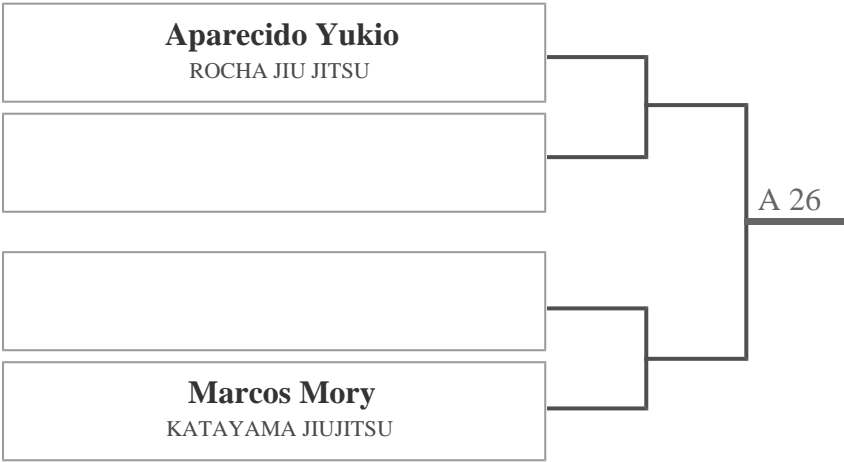 Aparecido Yukio
ROCHA JIU JITSU
A 26
Marcos Mory
KATAYAMA JIUJITSU